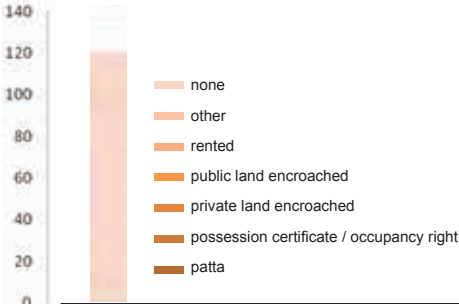 140
120
100
80
60
40
20
0
none
other
rented
public land encroached
private land encroached
possession certificate / occupancy right
patta